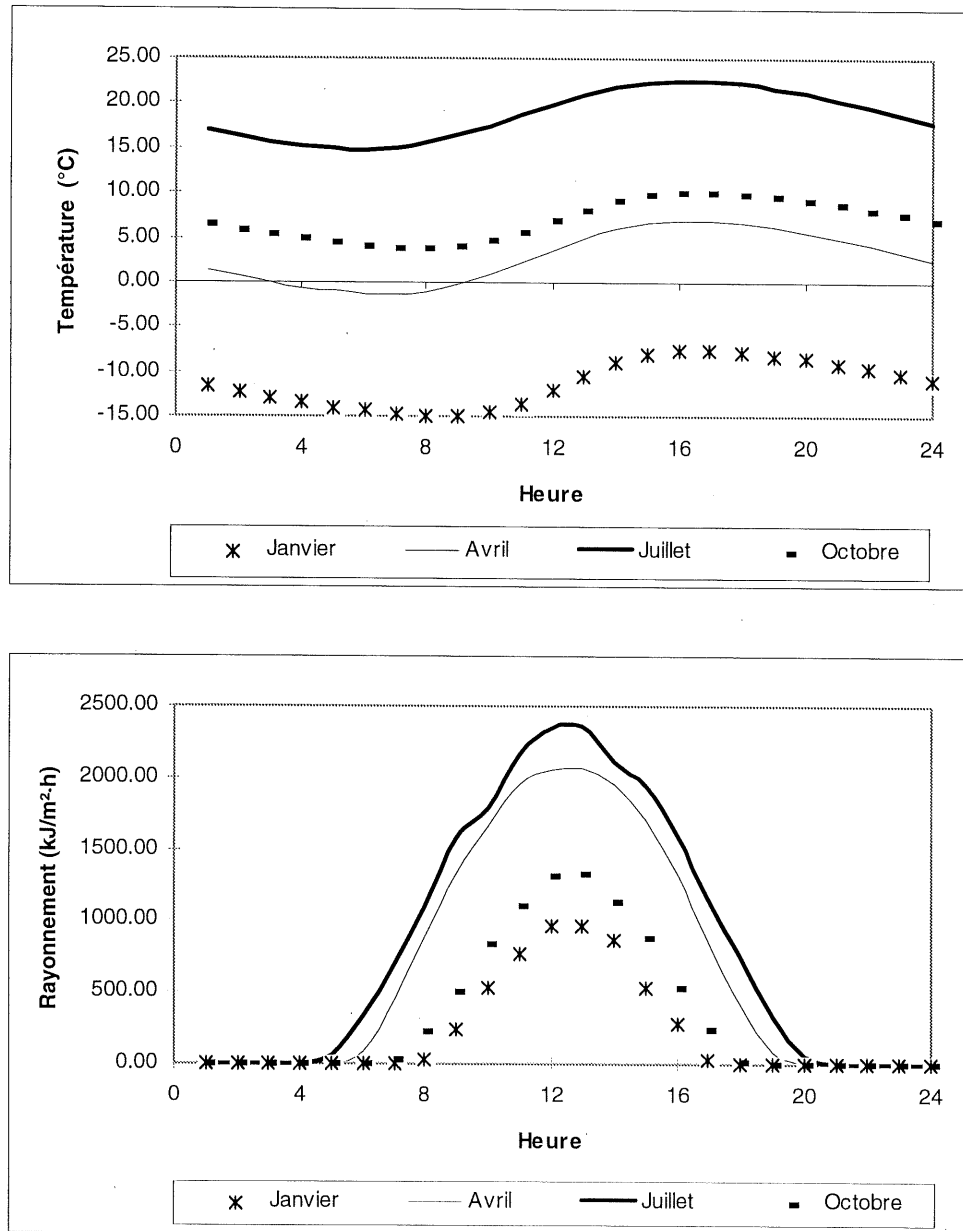 25.00
20.00
15.00
10.00
5.00
0.00
-5.00
-10.00
-15.00
Température (°C)
0 4 8 12 16 20 24
Heure
Janvier Avril Juillet Octobre
2500.00
2000.00
1500.00
1000.00
500.00
0.00
Rayonnement (kJ/m²-h)
0 4 8 12 16 20 24
Heure
Janvier Avril Juillet Octobre